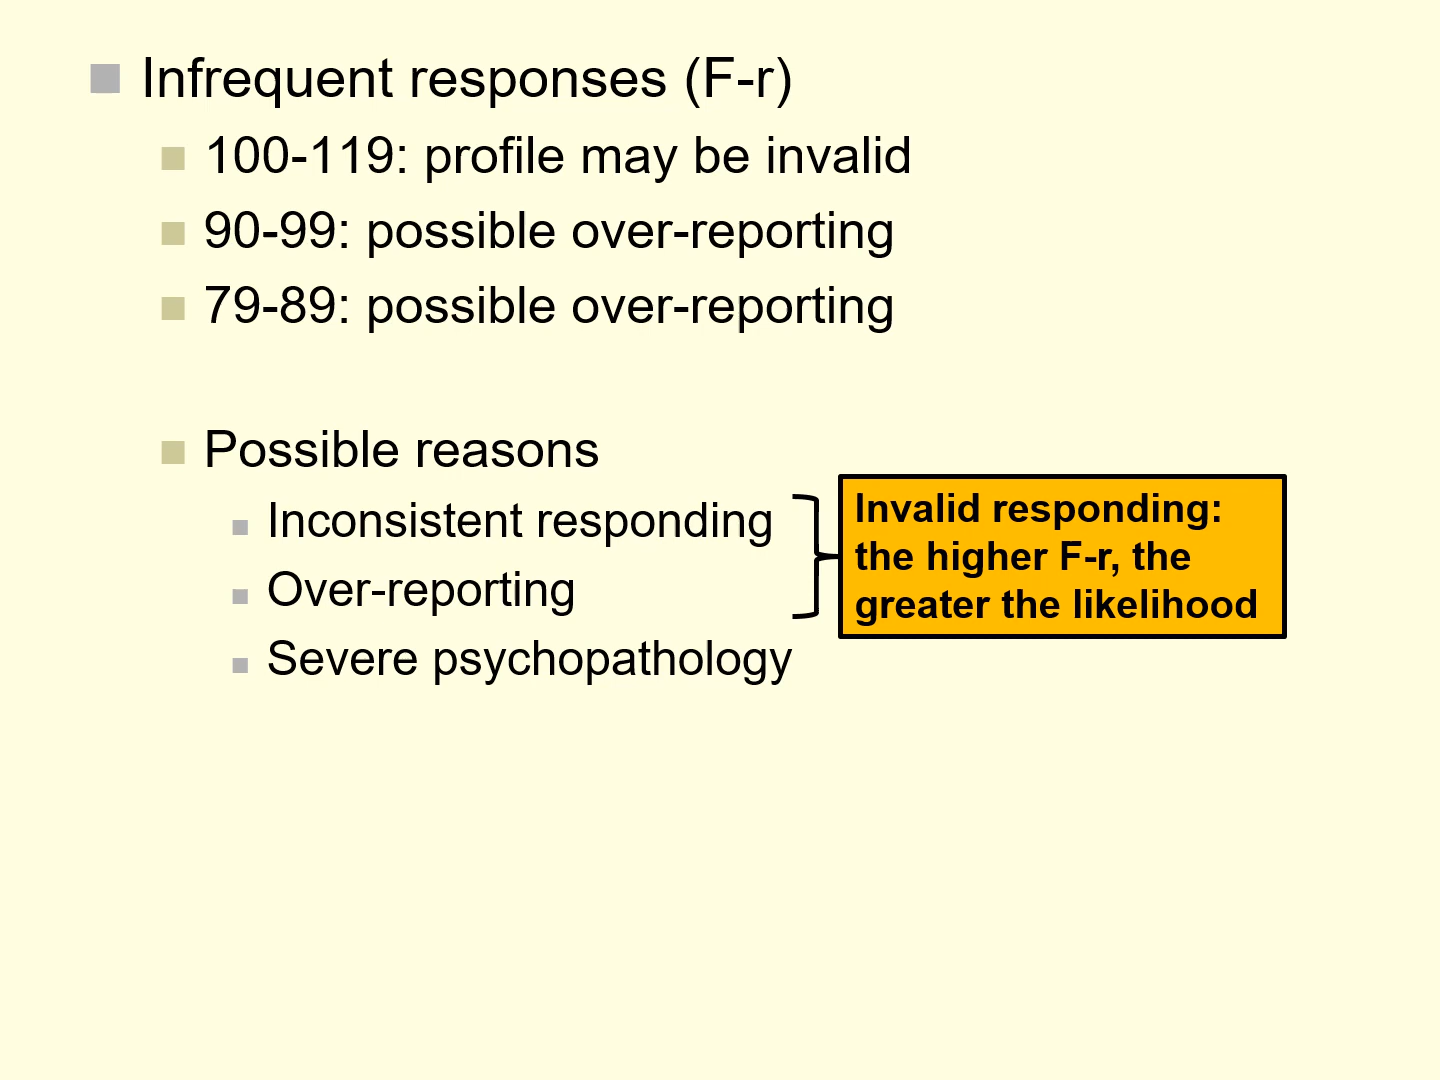 Infrequent responses (F-r)
100-119: profile may be invalid
90-99: possible over-reporting
79-89: possible over-reporting
Possible reasons
Inconsistent responding
Over-reporting
Severe psychopathology
Invalid responding:
the higher F-r, the
greater the likelihood